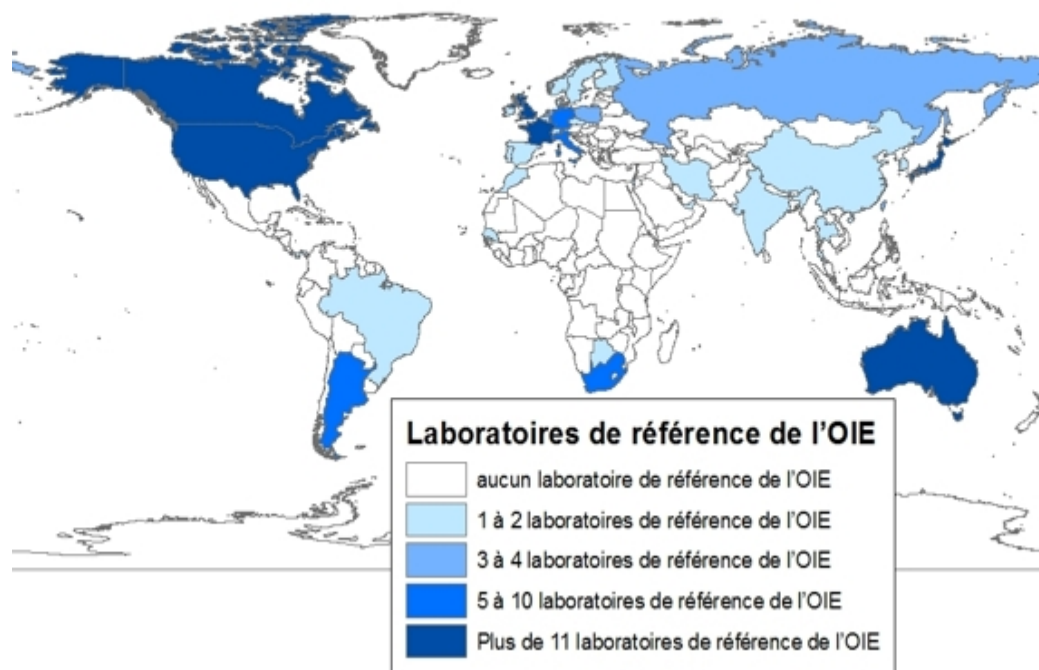 Laboratoires de référence de l'OIE
aucun laboratoire de référence de l'OIE
1 à 2 laboratoires de référence de l'OIE
3 à 4 laboratoires de référence de l'OIE
5 à 10 laboratoires de référence de l'OIE
Plus de 11 laboratoires de référence de l'OIE